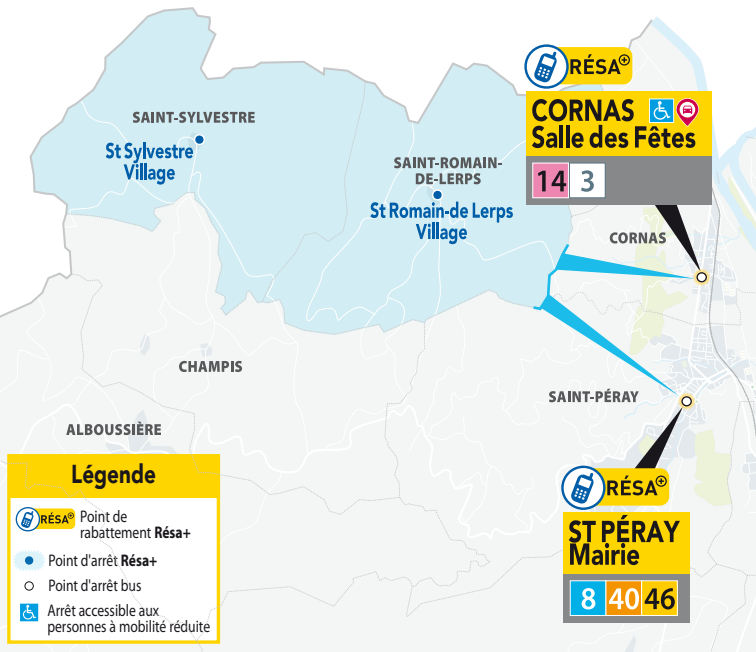 RÉSA⊕
CORNAS
Salle des Fêtes
14 3
SAINT-SYLVESTRE
St Sylvestre
Village
SAINT-ROMAIN-
DE-LERPS
St Romain-de Lerps
Village
CORNAS
CHAMPIS
SAINT-PÉRAY
ALBOUSSIÈRE
RÉSA⊕
ST PÉRAY
Mairie
8 40 46
Légende
RÉSA⊕ Point de
rabattement Résa+
Point d'arrêt Résa+
Point d'arrêt bus
Arrêt accessible aux
personnes à mobilité réduite